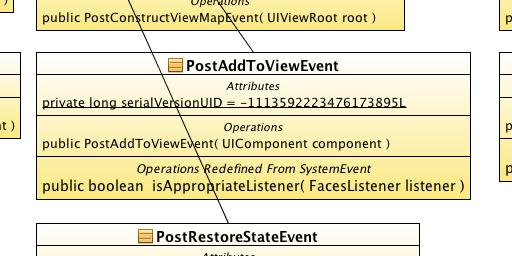 Operations
public PostConstructViewMapEvent( UIViewRoot root )
PostAddToViewEvent
Attributes
private long serialVersionUID = -1113592223476173895L
Operations
t )
public PostAddToViewEvent( UIComponent component )
Operations Redefined From SystemEvent
public boolean isAppropriateListener( FacesListener listener )
PostRestoreStateEvent
Attributes